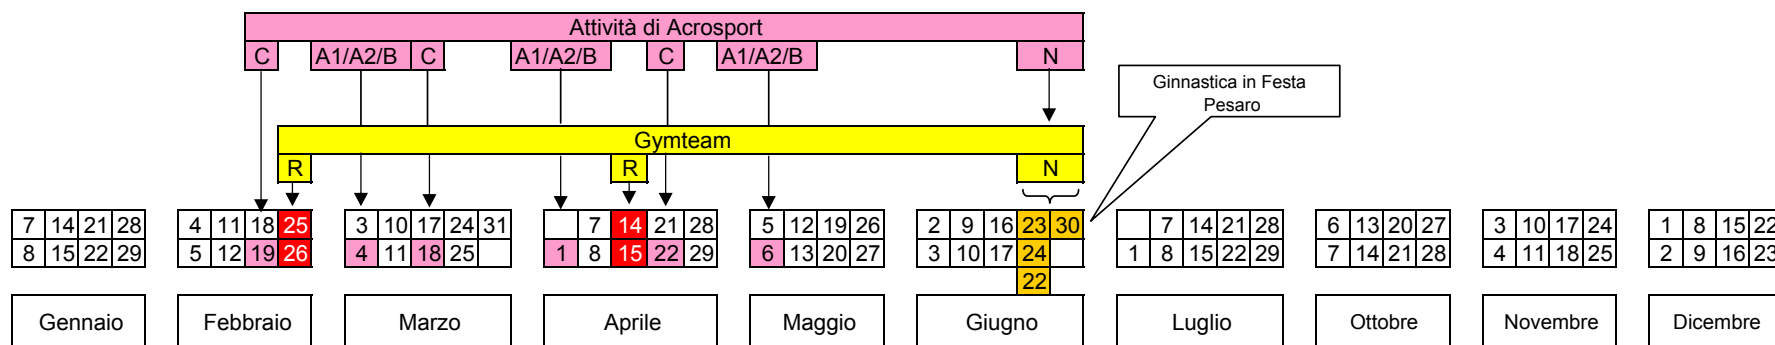 Attività di Acrosport
C A1/A2/B C A1/A2/B C A1/A2/B N
Ginnastica in Festa
Pesaro
Gymteam
R R N
7 14 21 28 4 11 18 25 3 10 17 24 31 7 14 21 28 5 12 19 26 2 9 16 23 30 7 14 21 28 6 13 20 27 3 10 17 24 1 8 15 22
8 15 22 29 5 12 19 26 4 11 18 25 1 8 15 22 29 6 13 20 27 3 10 17 24 1 8 15 22 29 7 14 21 28 4 11 18 25 2 9 16 23
22
Gennaio Febbraio Marzo Aprile Maggio Giugno Luglio Ottobre Novembre Dicembre